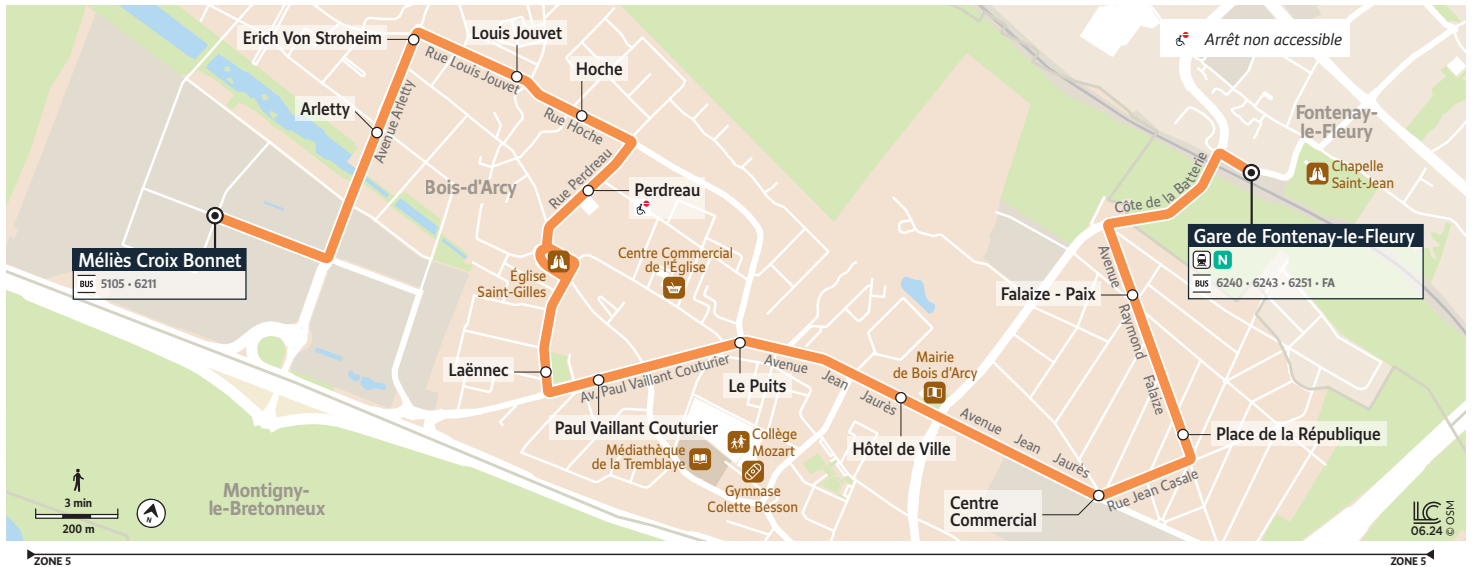 Erich Von Stroheim
Louis Jouvet
Hoche
Arrêt non accessible
Rue Louis Jouvet
Arletty
Avenue Arletty
Rue Hoche
Fontenay-
le-Fleury
Chapelle
Saint-Jean
Bois-d'Arcy
Rue Perdreau
Perdreau
Côte de la Batterie
Méliès Croix Bonnet
BUS 5105 • 6211
Gare de Fontenay-le-Fleury
N
BUS 6240 • 6243 • 6251 • FA
Église
Saint-Gilles
Centre Commercial
de l'Église
Falaize - Paix
Avenue Raymond Falaize
Laënnec
Av. Paul Vaillant Couturier
Le Puits
Avenue Jean Jaurès
Mairie
de Bois d'Arcy
Paul Vaillant Couturier
Hôtel de Ville
Avenue Jean Jaurès
Place de la République
Médiathèque
de la Tremblaye
Collège
Mozart
Gymnase
Colette Besson
Rue Jean Casale
Centre
Commercial
Montigny-
le-Bretonneux
3 min
200 m
N
LC
06.24
© OSM
ZONE 5
ZONE 5